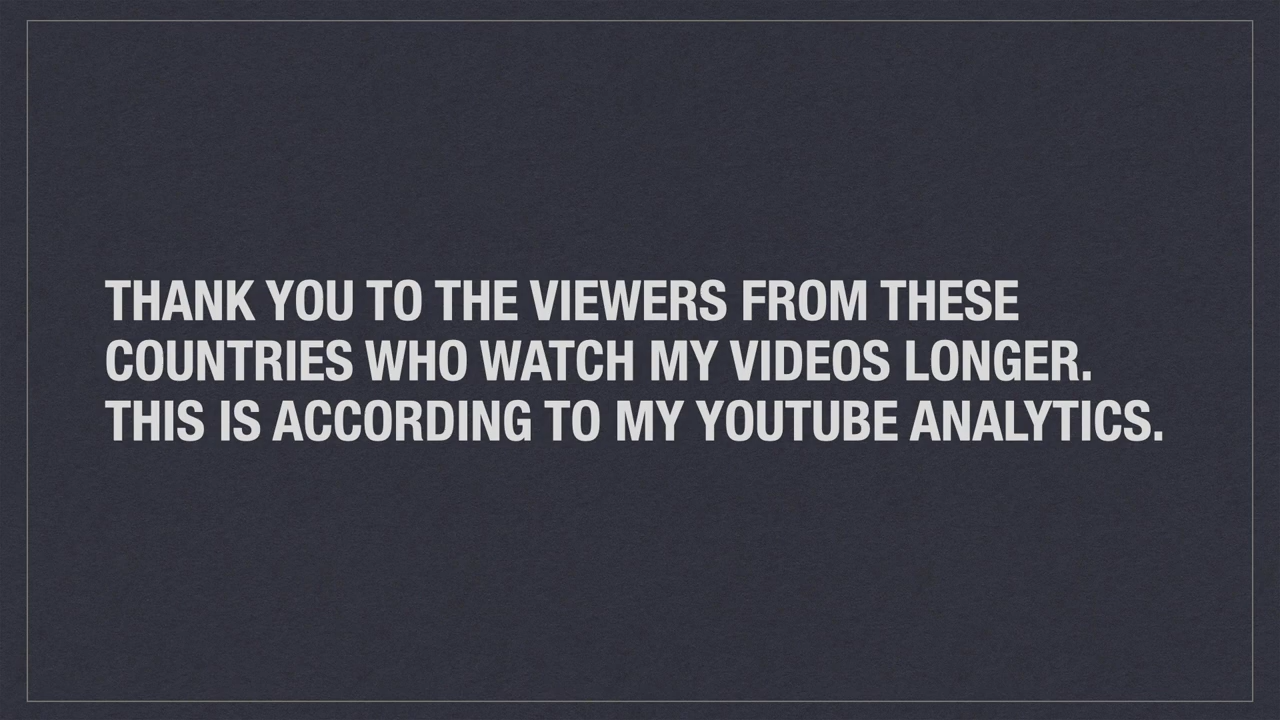 THANK YOU TO THE VIEWERS FROM THESE
COUNTRIES WHO WATCH MY VIDEOS LONGER.
THIS IS ACCORDING TO MY YOUTUBE ANALYTICS.